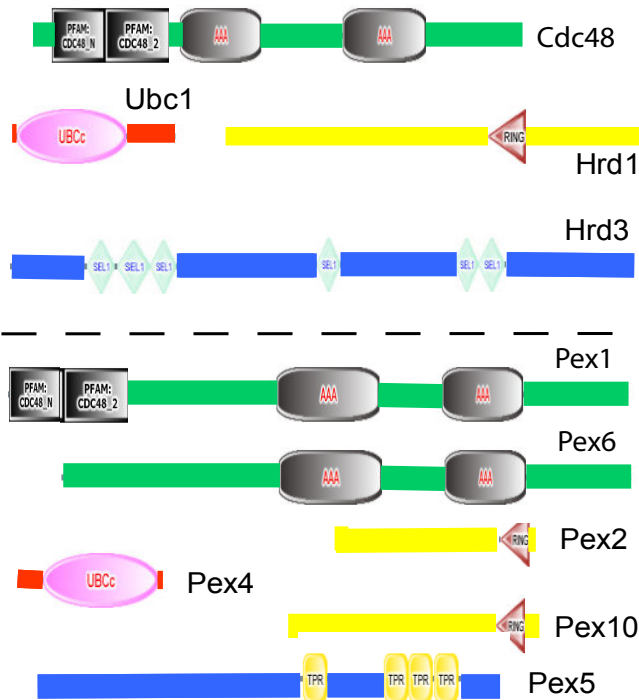 PFAM: PFAM:
CDC48_N CDC48_2 AAA AAA Cdc48
Ubc1
UBCc RING
Hrd1
Hrd3
SEL1 SEL1 SEL1 SEL1 SEL1 SEL1
Pex1
PFAM: PFAM:
CDC48_N CDC48_2 AAA AAA
Pex6
AAA AAA
RING Pex2
UBCc Pex4
RING Pex10
TPR TPR TPR TPR
Pex5